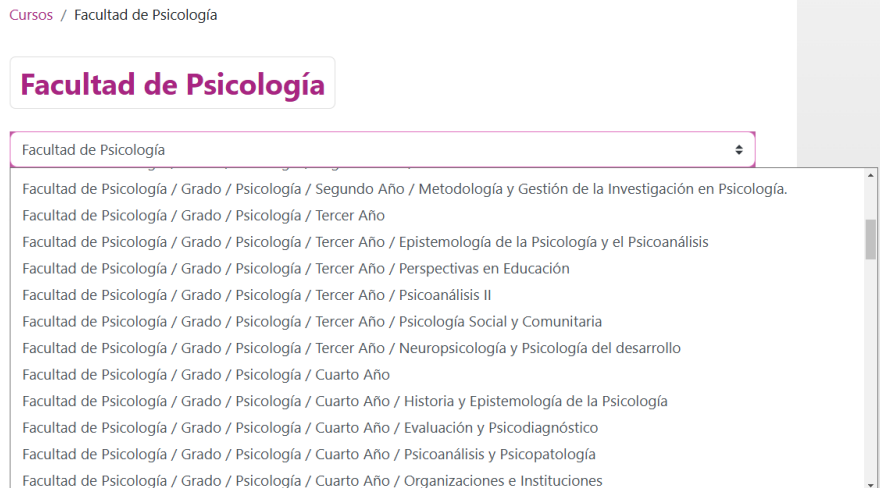 Cursos / Facultad de Psicología
Facultad de Psicología
Facultad de Psicología
Facultad de Psicología / Grado / Psicología / Segundo Año / Metodología y Gestión de la Investigación en Psicología.
Facultad de Psicología / Grado / Psicología / Tercer Año
Facultad de Psicología / Grado / Psicología / Tercer Año / Epistemología de la Psicología y el Psicoanálisis
Facultad de Psicología / Grado / Psicología / Tercer Año / Perspectivas en Educación
Facultad de Psicología / Grado / Psicología / Tercer Año / Psicoanálisis II
Facultad de Psicología / Grado / Psicología / Tercer Año / Psicología Social y Comunitaria
Facultad de Psicología / Grado / Psicología / Tercer Año / Neuropsicología y Psicología del desarrollo
Facultad de Psicología / Grado / Psicología / Cuarto Año
Facultad de Psicología / Grado / Psicología / Cuarto Año / Historia y Epistemología de la Psicología
Facultad de Psicología / Grado / Psicología / Cuarto Año / Evaluación y Psicodiagnóstico
Facultad de Psicología / Grado / Psicología / Cuarto Año / Psicoanálisis y Psicopatología
Facultad de Psicología / Grado / Psicología / Cuarto Año / Organizaciones e Instituciones